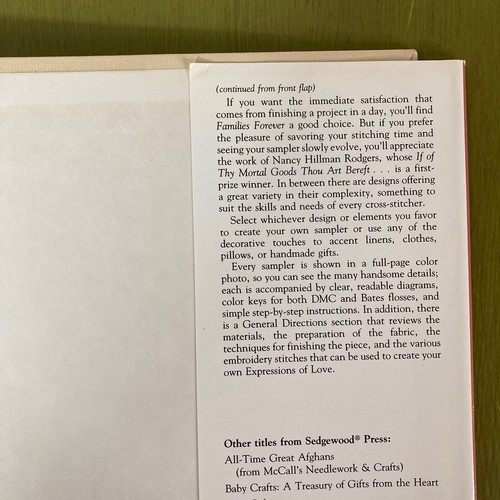 (continued from front flap)
If you want the immediate satisfaction that
comes from finishing a project in a day, you'll find
Families Forever a good choice. But if you prefer
the pleasure of savoring your stitching time and
seeing your sampler slowly evolve, you'll appreciate
the work of Nancy Hillman Rodgers, whose If of
Thy Mortal Goods Thou Art Bereft . . . is a first-
prize winner. In between there are designs offering
a great variety in their complexity, something to
suit the skills and needs of every cross-stitcher.
Select whichever design or elements you favor
to create your own sampler or use any of the
decorative touches to accent linens, clothes,
pillows, or handmade gifts.
Every sampler is shown in a full-page color
photo, so you can see the many handsome details;
each is accompanied by clear, readable diagrams,
color keys for both DMC and Bates flosses, and
simple step-by-step instructions. In addition, there
is a General Directions section that reviews the
materials, the preparation of the fabric, the
techniques for finishing the piece, and the various
embroidery stitches that can be used to create your
own Expressions of Love.
Other titles from Sedgewood® Press:
All-Time Great Afghans
(from McCall's Needlework & Crafts)
Baby Crafts: A Treasury of Gifts from the Heart